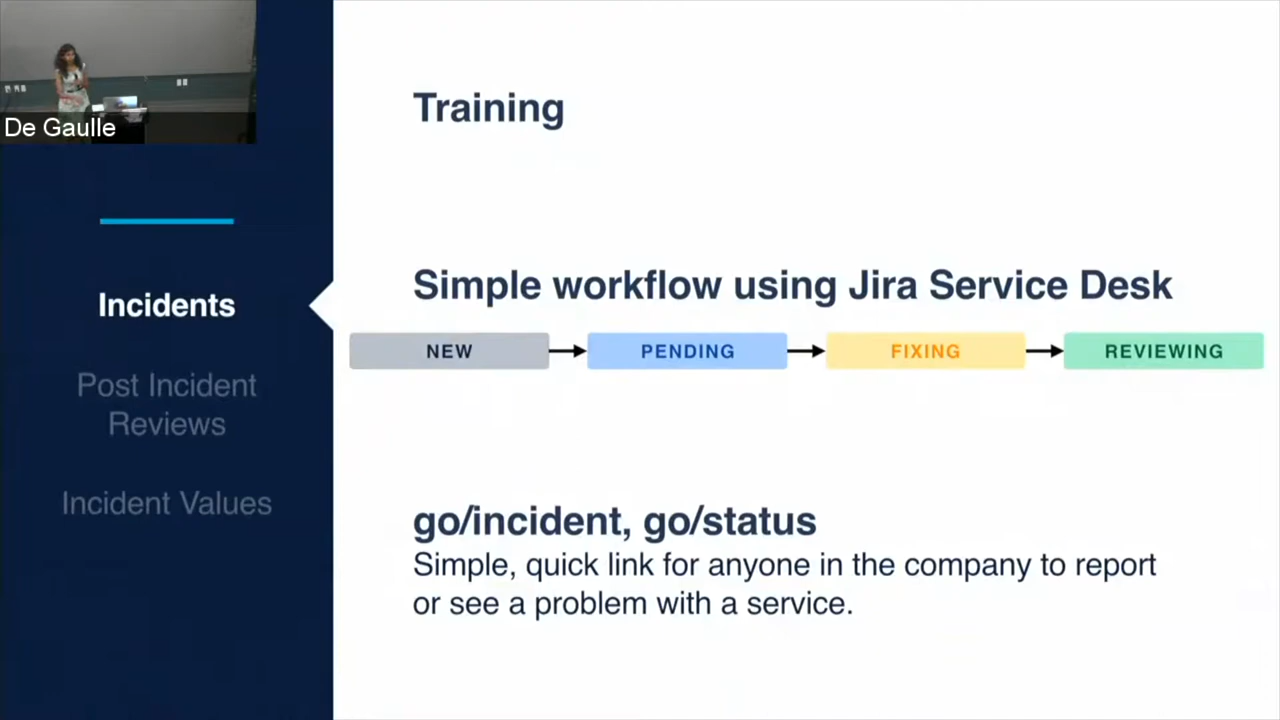 De Gaulle
Incidents
Post Incident
Reviews
Incident Values
Training
Simple workflow using Jira Service Desk
NEW
PENDING
FIXING
REVIEWING
go/incident, go/status
Simple, quick link for anyone in the company to report
or see a problem with a service.